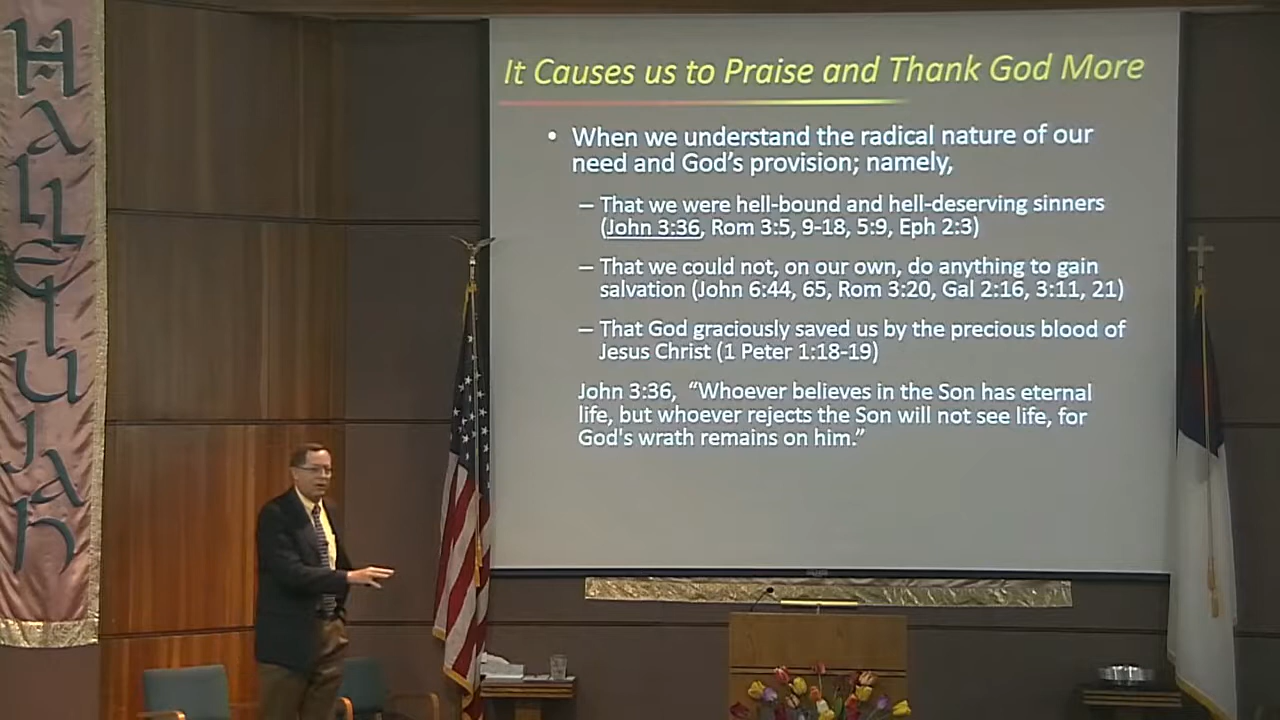 Hallelujah
It Causes us to Praise and Thank God More
• When we understand the radical nature of our
need and God's provision; namely,
– That we were hell-bound and hell-deserving sinners
(John 3:36, Rom 3:5, 9-18, 5:9, Eph 2:3)
– That we could not, on our own, do anything to gain
salvation (John 6:44, 65, Rom 3:20, Gal 2:16, 3:11, 21)
– That God graciously saved us by the precious blood of
Jesus Christ (1 Peter 1:18-19)
John 3:36, “Whoever believes in the Son has eternal
life, but whoever rejects the Son will not see life, for
God's wrath remains on him.”